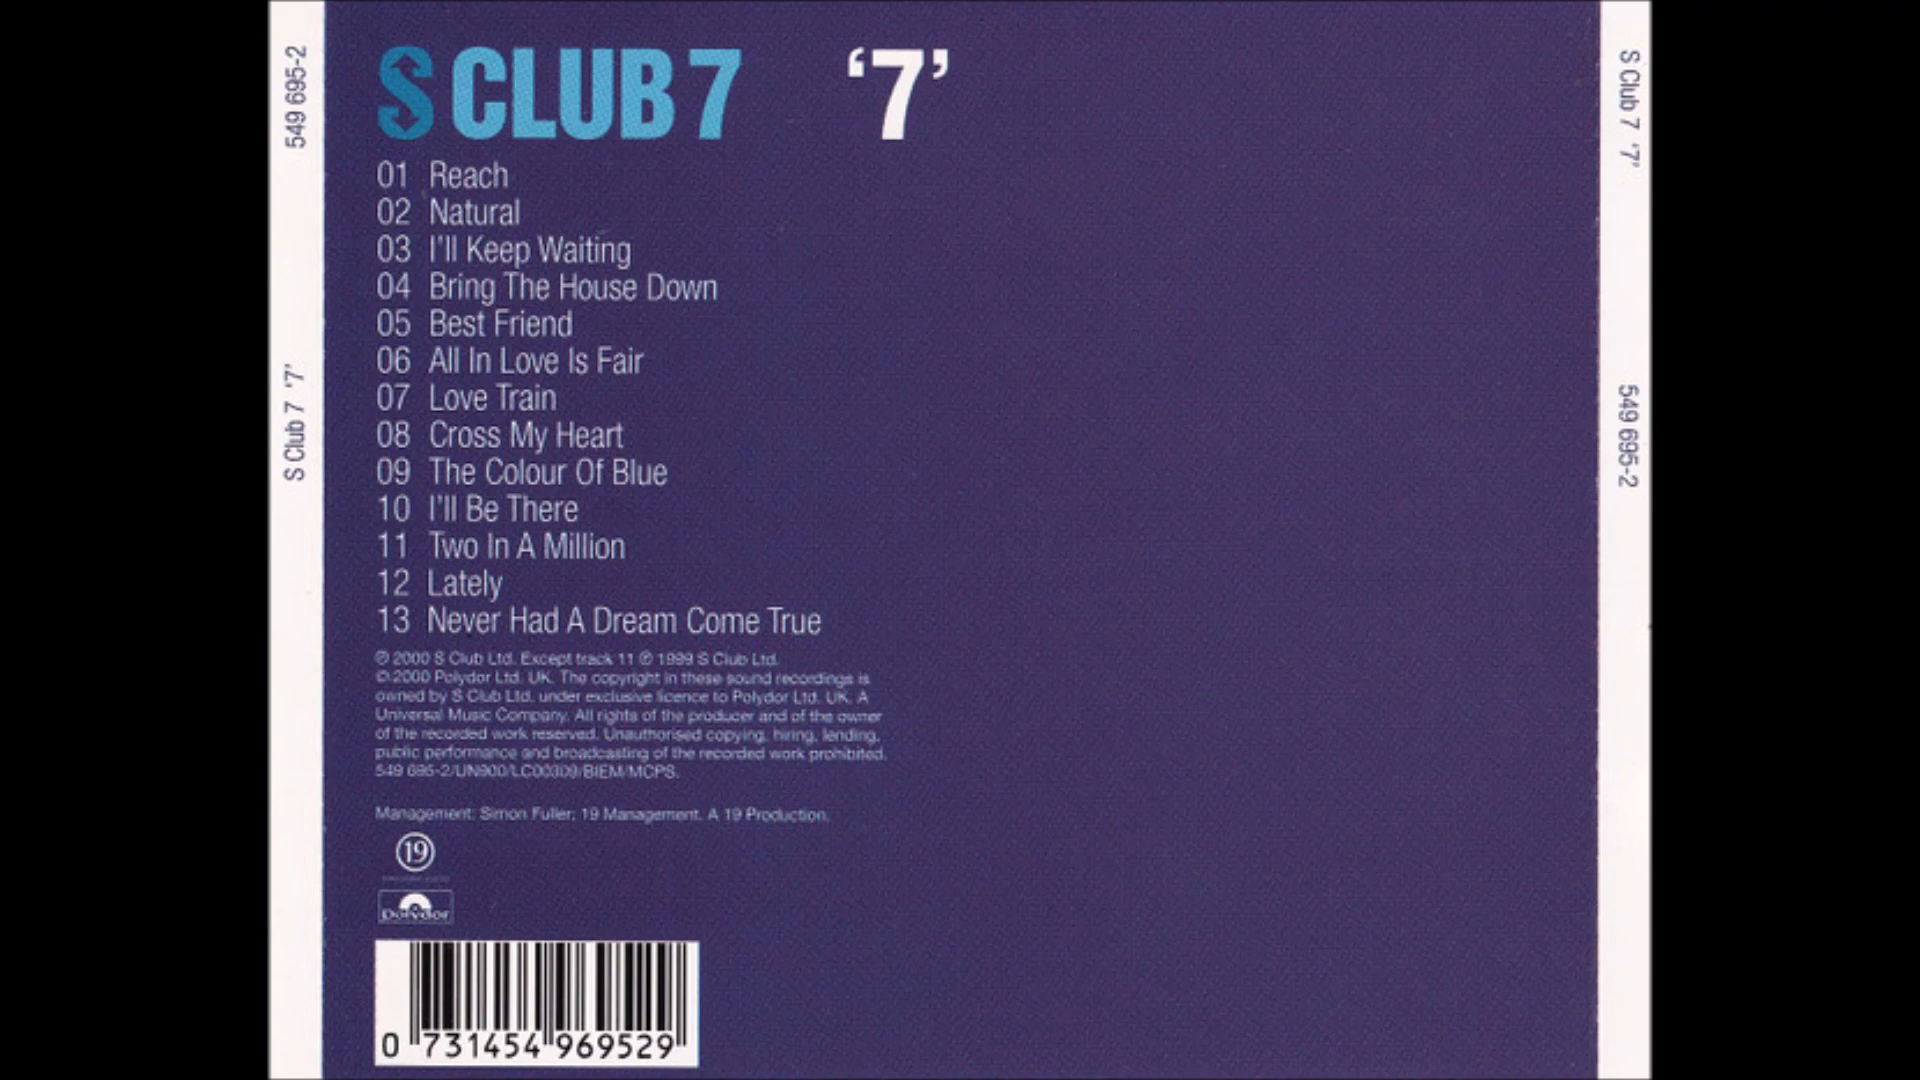 549 695-2
S Club 7 '7'
S CLUB 7 '7'
01 Reach
02 Natural
03 I'll Keep Waiting
04 Bring The House Down
05 Best Friend
06 All In Love Is Fair
07 Love Train
08 Cross My Heart
09 The Colour Of Blue
10 I'll Be There
11 Two In A Million
12 Lately
13 Never Had A Dream Come True
℗ 2000 S Club Ltd. Except track 11 ℗ 1999 S Club Ltd.
© 2000 Polydor Ltd. UK. The copyright in these sound recordings is
owned by S Club Ltd. under exclusive licence to Polydor Ltd. UK. A
Universal Music Company. All rights of the producer and of the owner
of the recorded work reserved. Unauthorised copying, hiring, lending,
public performance and broadcasting of the recorded work prohibited.
549 695-2/UN900/LC00309/BIEM/MCPS.
Management: Simon Fuller; 19 Management. A 19 Production.
19
Polydor
0 731454 969529
S Club 7 '7'
549 695-2